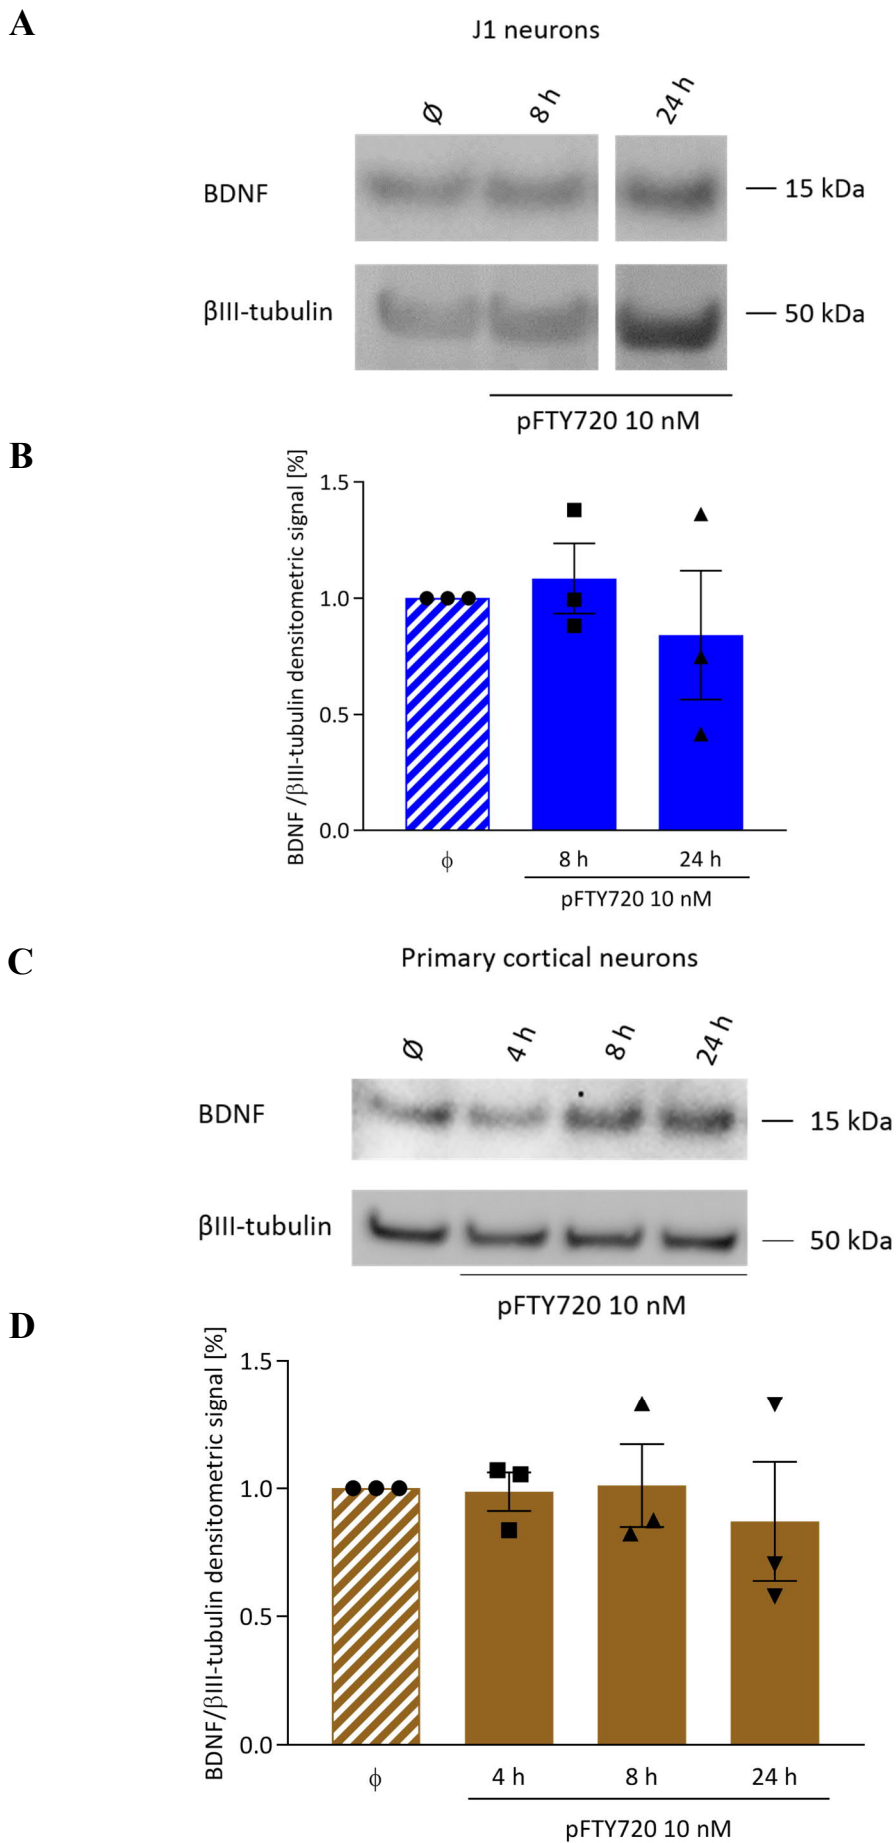 A
J1 neurons
Ø 8 h 24 h
BDNF
15 kDa
βIII-tubulin
50 kDa
pFTY720 10 nM
B
BDNF /βIII-tubulin densitometric signal [%]
1.5
1.0
0.5
0.0
ϕ 8 h 24 h
pFTY720 10 nM
C
Primary cortical neurons
Ø 4 h 8 h 24 h
BDNF
15 kDa
βIII-tubulin
50 kDa
pFTY720 10 nM
D
BDNF/βIII-tubulin densitometric signal [%]
1.5
1.0
0.5
0.0
ϕ 4 h 8 h 24 h
pFTY720 10 nM